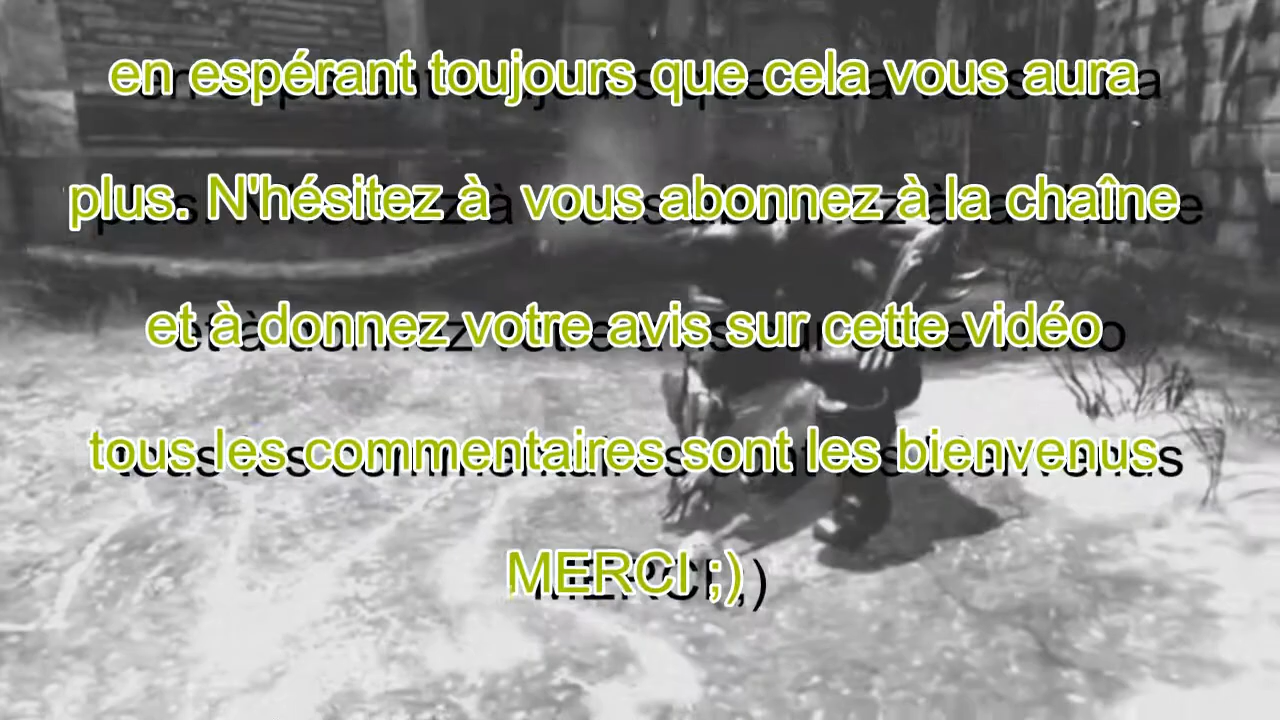 en espérant toujours que cela vous aura
plus. N'hésitez à  vous abonnez à la chaîne
et à donnez votre avis sur cette vidéo
tous les commentaires sont les bienvenus
MERCI ;)